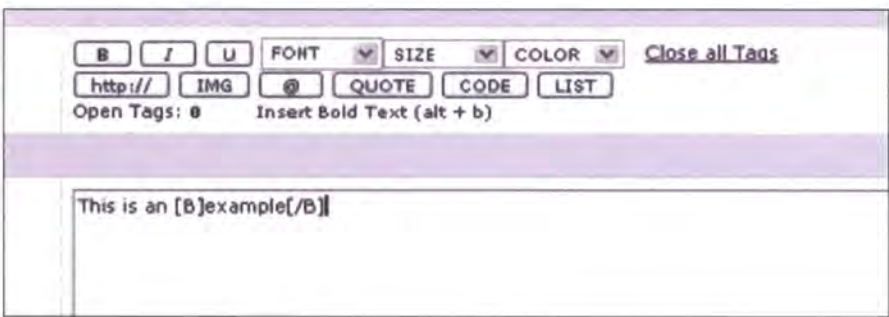 B I U FONT SIZE COLOR Close all Tags
http:// IMG @ QUOTE CODE LIST
Open Tags: 0 Insert Bold Text (alt + b)
This is an [B]example[/B]